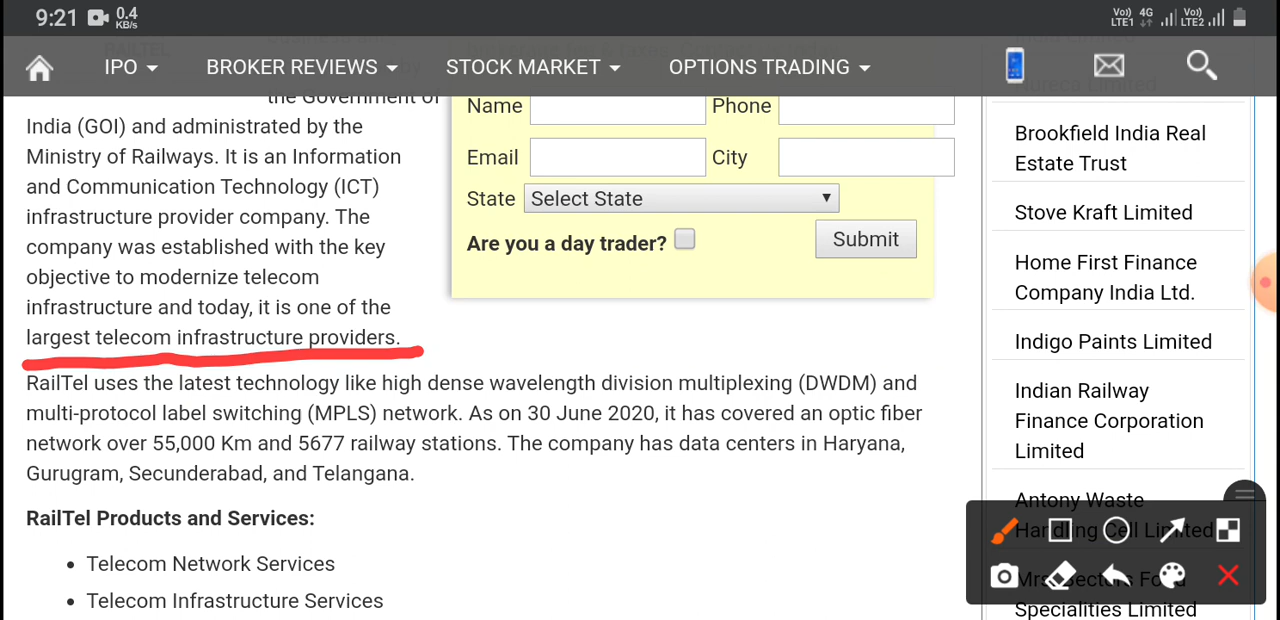 9:21
0.4
KB/s
Vo)) 4G Vo))
LTE1 LTE2
IPO BROKER REVIEWS STOCK MARKET OPTIONS TRADING
the Government of
India (GOI) and administrated by the
Ministry of Railways. It is an Information
and Communication Technology (ICT)
infrastructure provider company. The
company was established with the key
objective to modernize telecom
infrastructure and today, it is one of the
largest telecom infrastructure providers.
Name Phone
Email City
State Select State
Are you a day trader? Submit
RailTel uses the latest technology like high dense wavelength division multiplexing (DWDM) and
multi-protocol label switching (MPLS) network. As on 30 June 2020, it has covered an optic fiber
network over 55,000 Km and 5677 railway stations. The company has data centers in Haryana,
Gurugram, Secunderabad, and Telangana.
RailTel Products and Services:
• Telecom Network Services
• Telecom Infrastructure Services
Brookfield India Real
Estate Trust
Stove Kraft Limited
Home First Finance
Company India Ltd.
Indigo Paints Limited
Indian Railway
Finance Corporation
Limited
Antony Waste
Handling Cell Limited
Specialities Limited